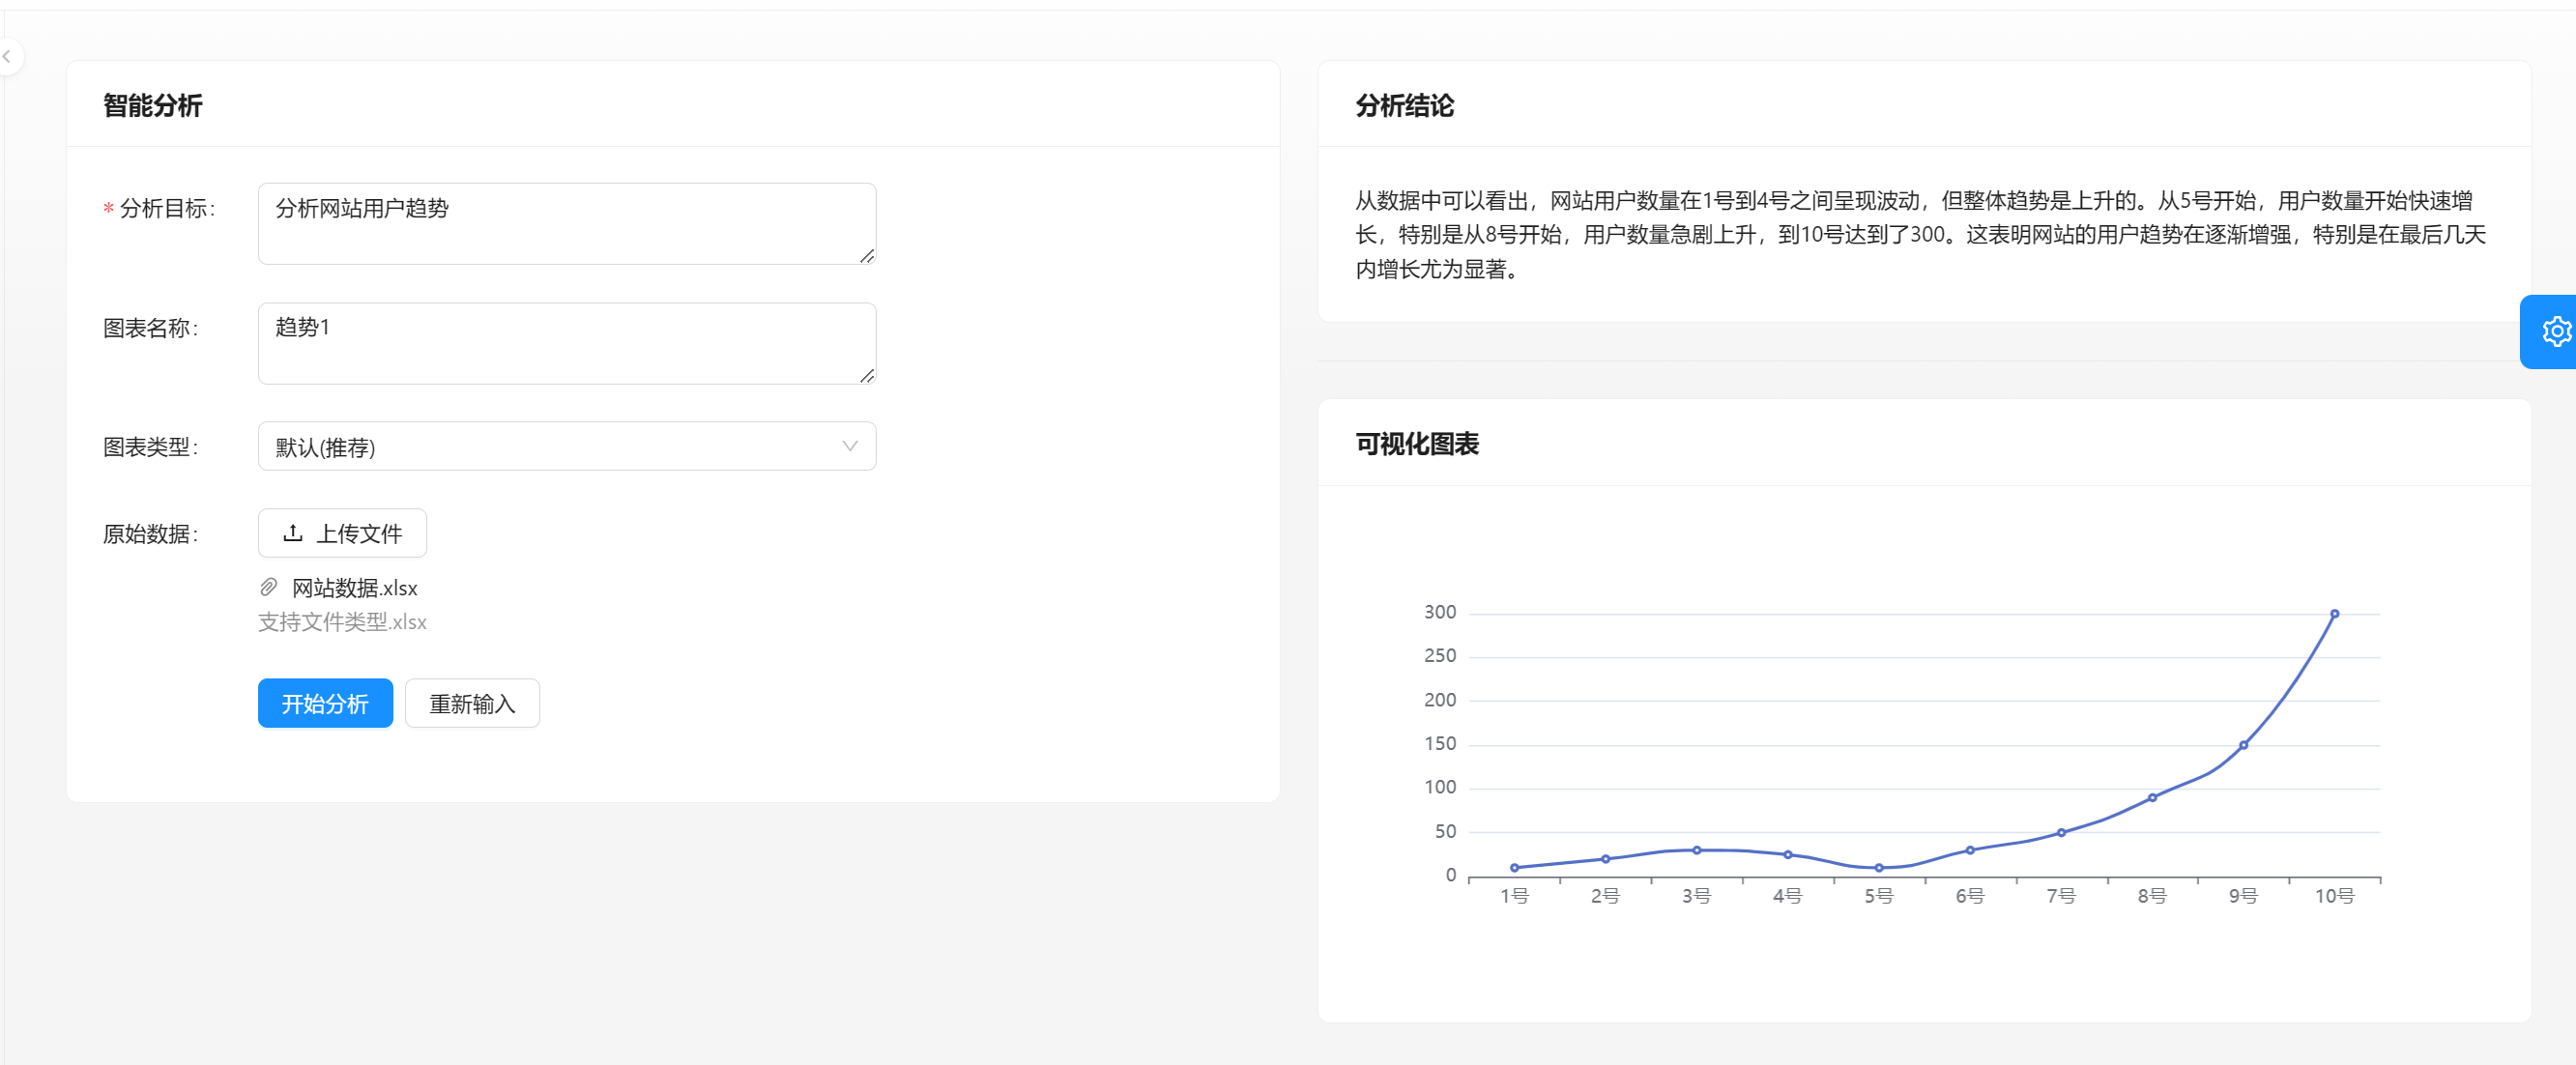 智能分析
* 分析目标:
分析网站用户趋势
图表名称:
趋势1
图表类型:
默认(推荐)
原始数据:
上传文件
网站数据.xlsx
支持文件类型.xlsx
开始分析
重新输入
分析结论
从数据中可以看出，网站用户数量在1号到4号之间呈现波动，但整体趋势是上升的。从5号开始，用户数量开始快速增
长，特别是从8号开始，用户数量急剧上升，到10号达到了300。这表明网站的用户趋势在逐渐增强，特别是在最后几天
内增长尤为显著。
可视化图表
300
250
200
150
100
50
0
1号 2号 3号 4号 5号 6号 7号 8号 9号 10号